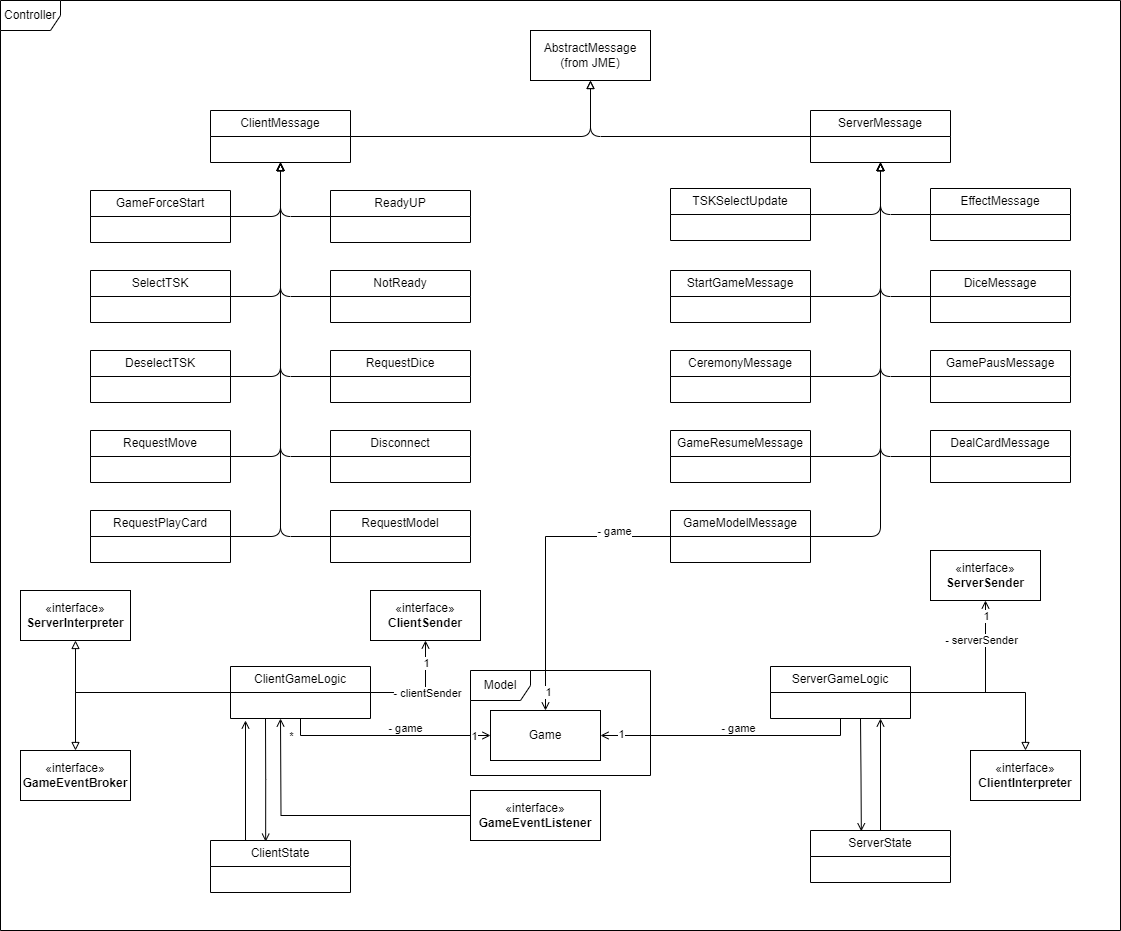 Controller
AbstractMessage
(from JME)
ClientMessage
ServerMessage
GameForceStart
ReadyUP
TSKSelectUpdate
EffectMessage
SelectTSK
NotReady
StartGameMessage
DiceMessage
DeselectTSK
RequestDice
CeremonyMessage
GamePausMessage
RequestMove
Disconnect
GameResumeMessage
DealCardMessage
RequestPlayCard
RequestModel
GameModelMessage
- game
«interface»
ServerSender
«interface»
ServerInterpreter
«interface»
ClientSender
1
- serverSender
1
ClientGameLogic
- clientSender
Model
1
ServerGameLogic
*
- game
1
Game
1
- game
«interface»
GameEventBroker
«interface»
ClientInterpreter
«interface»
GameEventListener
ClientState
ServerState